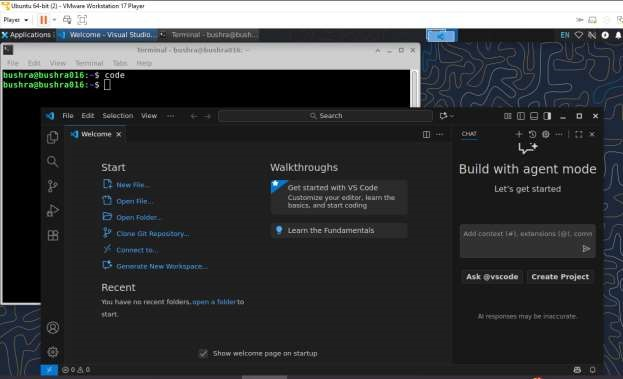 Ubuntu 64-bit (2) - VMware Workstation 17 Player
Player
Applications
Welcome - Visual Studio...
Terminal - bushra@bush...
EN
Terminal - bushra@bushra016: ~
File Edit View Terminal Tabs Help
bushra@bushra016:~$ code
bushra@bushra016:~$
File Edit Selection View ...
Search
Welcome
CHAT
Start
New File...
Open File...
Open Folder...
Clone Git Repository...
Connect to...
Generate New Workspace...
Recent
You have no recent folders, open a folder to
start.
Walkthroughs
Get started with VS Code
Customize your editor, learn the
basics, and start coding
Learn the Fundamentals
Show welcome page on startup
Build with agent mode
Let's get started
Add context (#), extensions (@), comm
Ask @vscode
Create Project
AI responses may be inaccurate.
0 0